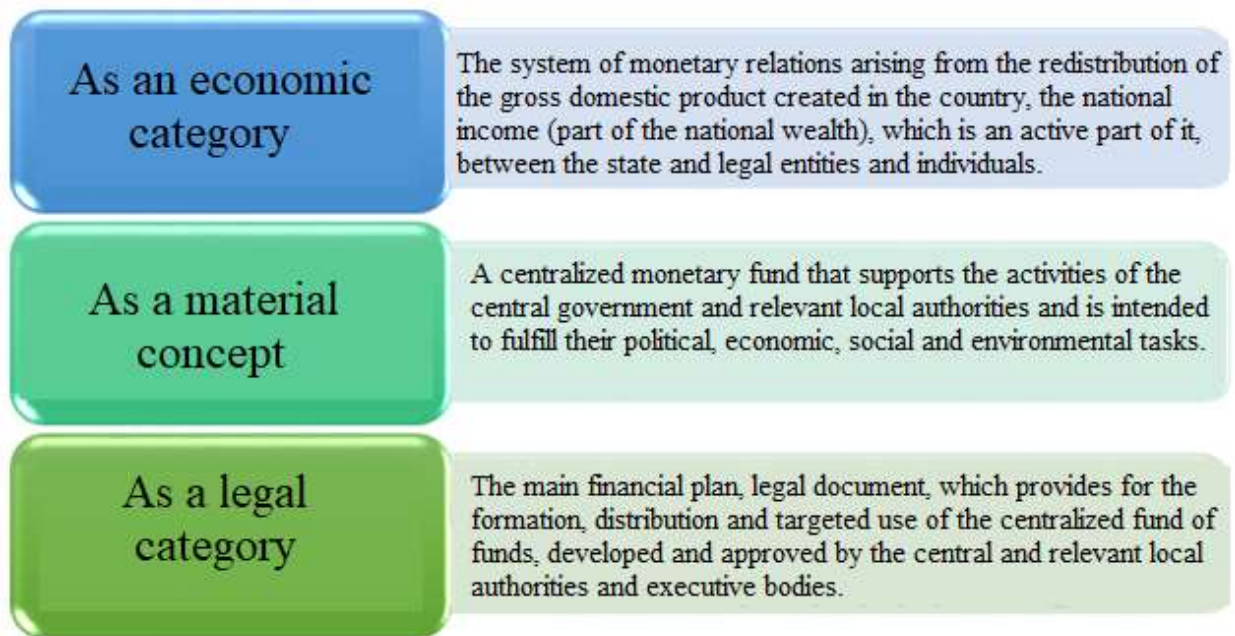 As an economic
category
The system of monetary relations arising from the redistribution of
the gross domestic product created in the country, the national
income (part of the national wealth), which is an active part of it,
between the state and legal entities and individuals.
As a material
concept
A centralized monetary fund that supports the activities of the
central government and relevant local authorities and is intended
to fulfill their political, economic, social and environmental tasks.
As a legal
category
The main financial plan, legal document, which provides for the
formation, distribution and targeted use of the centralized fund of
funds, developed and approved by the central and relevant local
authorities and executive bodies.